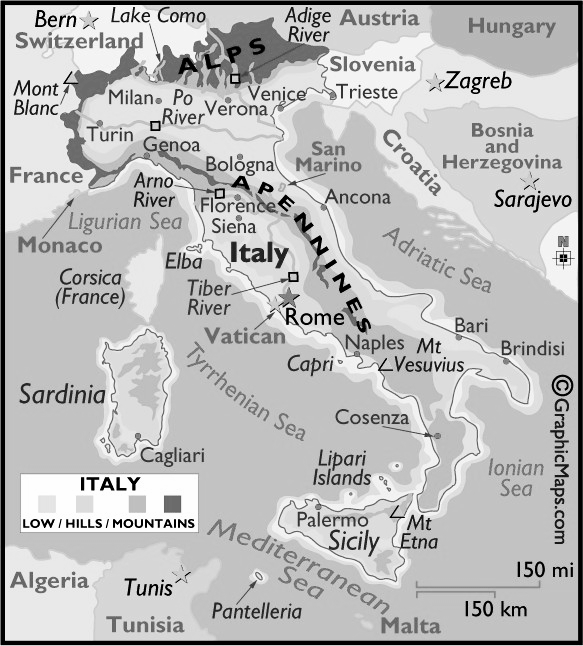 Bern
Lake Como
Adige
River
Austria
Hungary
Switzerland
ALPS
Slovenia
Mont
Blanc
Milan
Po
River
Verona
Venice
Trieste
Zagreb
Turin
Genoa
Bologna
San
Marino
Croatia
Bosnia
and
Herzegovina
Sarajevo
France
Arno
River
APENNINES
Florence
Siena
Ancona
Monaco
Ligurian Sea
Adriatic Sea
N
Elba
Italy
Corsica
(France)
Tiber
River
Rome
Vatican
Naples
Mt
Vesuvius
Bari
Brindisi
Capri
Tyrrhenian Sea
Sardinia
Cosenza
Cagliari
Lipari
Islands
Ionian
Sea
©GraphicMaps.com
ITALY
LOW / HILLS / MOUNTAINS
Palermo
Sicily
Mt
Etna
Mediterranean
Sea
Algeria
Tunis
Tunisia
Pantelleria
Malta
150 mi
150 km